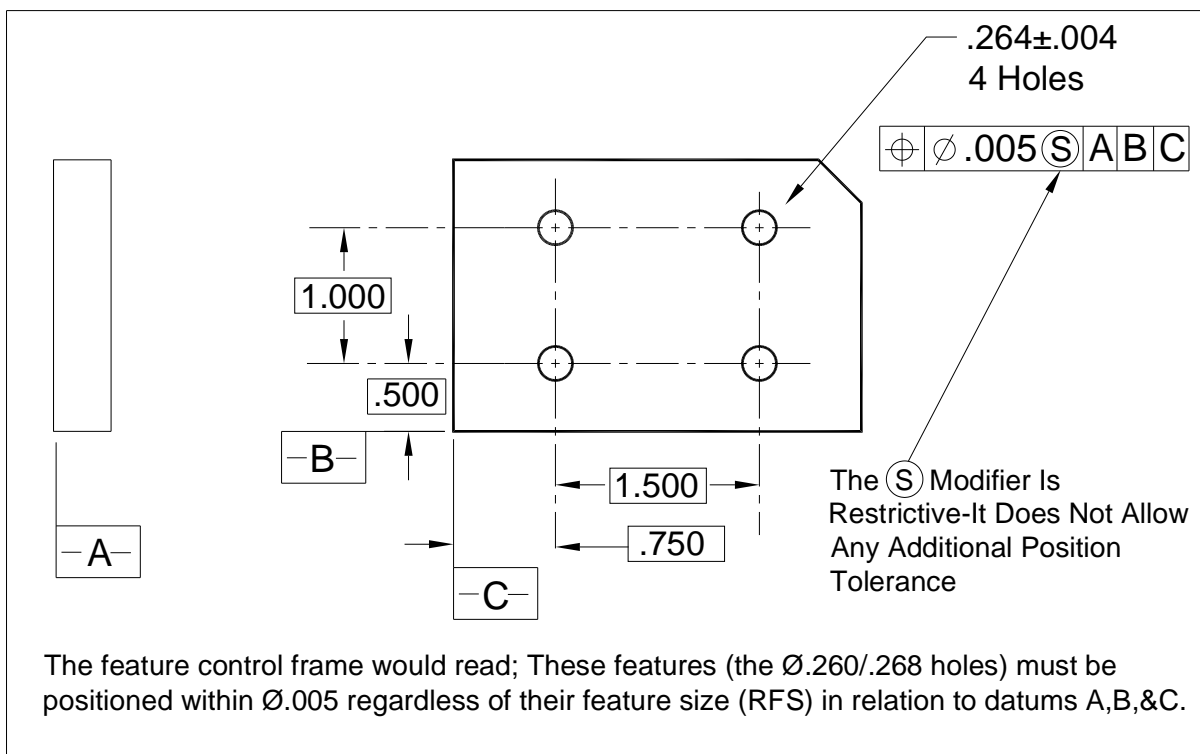 .264±.004
4 Holes
⌖ ⌀ .005 Ⓢ A B C
1.000
.500
-B-
1.500
-A-
.750
-C-
The Ⓢ Modifier Is
Restrictive-It Does Not Allow
Any Additional Position
Tolerance
The feature control frame would read; These features (the Ø.260/.268 holes) must be
positioned within Ø.005 regardless of their feature size (RFS) in relation to datums A,B,&C.